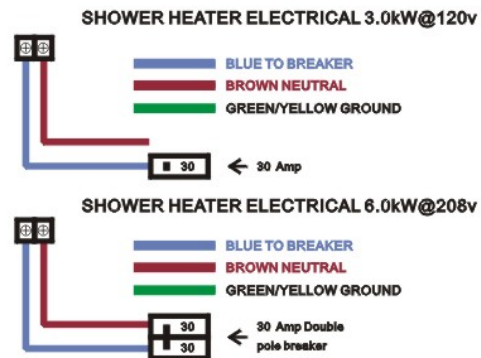 SHOWER HEATER ELECTRICAL 3.0kW@120v
BLUE TO BREAKER
BROWN NEUTRAL
GREEN/YELLOW GROUND
30
30 Amp
SHOWER HEATER ELECTRICAL 6.0kW@208v
BLUE TO BREAKER
BROWN NEUTRAL
GREEN/YELLOW GROUND
30
30 Amp Double
30
pole breaker